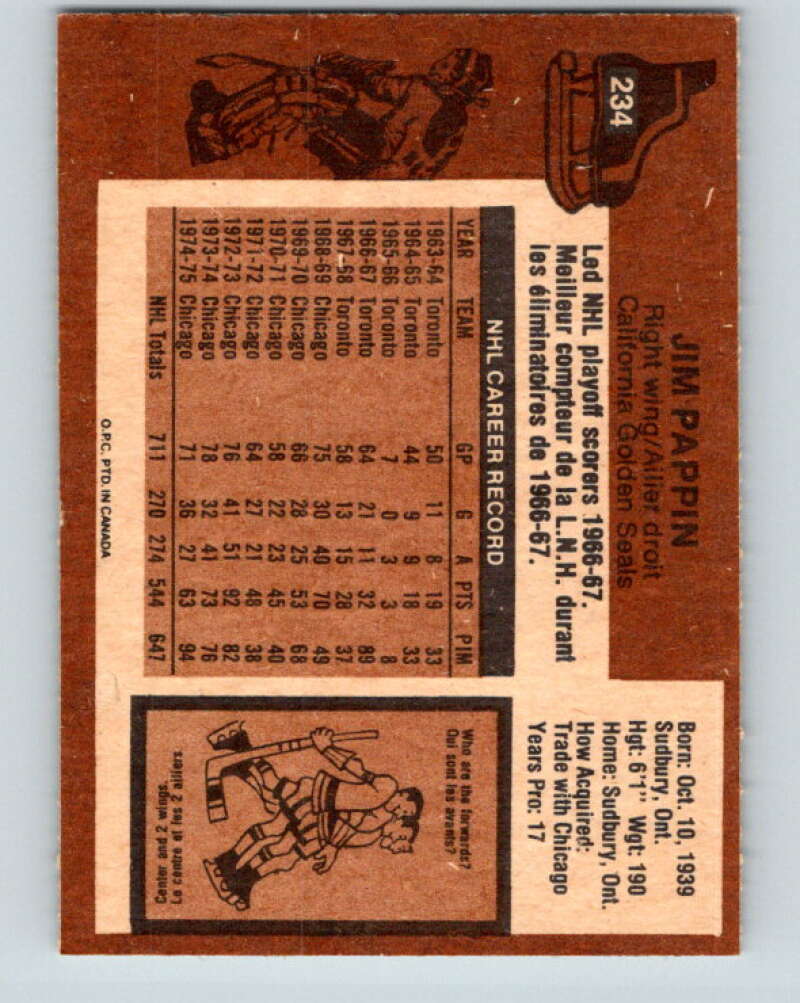 234
JIM PAPPIN
Right wing/Ailier droit
California Golden Seals
Born: Oct. 10, 1939
Sudbury, Ont.
Hgt: 6'1" Wgt: 190
Home: Sudbury, Ont.
How Acquired:
Trade with Chicago
Years Pro: 17
Led NHL playoff scorers 1966-67.
Meilleur compteur de la L.N.H. durant
les éliminatoires de 1966-67.
NHL CAREER RECORD
YEAR TEAM GP G A PTS PIM
1963-64 Toronto 50 11 8 19 33
1964-65 Toronto 44 9 9 18 33
1965-66 Toronto 7 0 3 3 8
1966-67 Toronto 64 21 11 32 89
1967-68 Toronto 58 13 15 28 37
1968-69 Chicago 75 30 40 70 49
1969-70 Chicago 66 28 25 53 68
1970-71 Chicago 58 22 23 45 40
1971-72 Chicago 64 27 21 48 38
1972-73 Chicago 76 41 51 92 82
1973-74 Chicago 78 32 41 73 76
1974-75 Chicago 71 36 27 63 94
NHL Totals 711 270 274 544 647
Who are the forwards?
Qui sont les avants?
Center and 2 wings.
Le centre et les 2 ailiers
O.P.C. PTD. IN CANADA